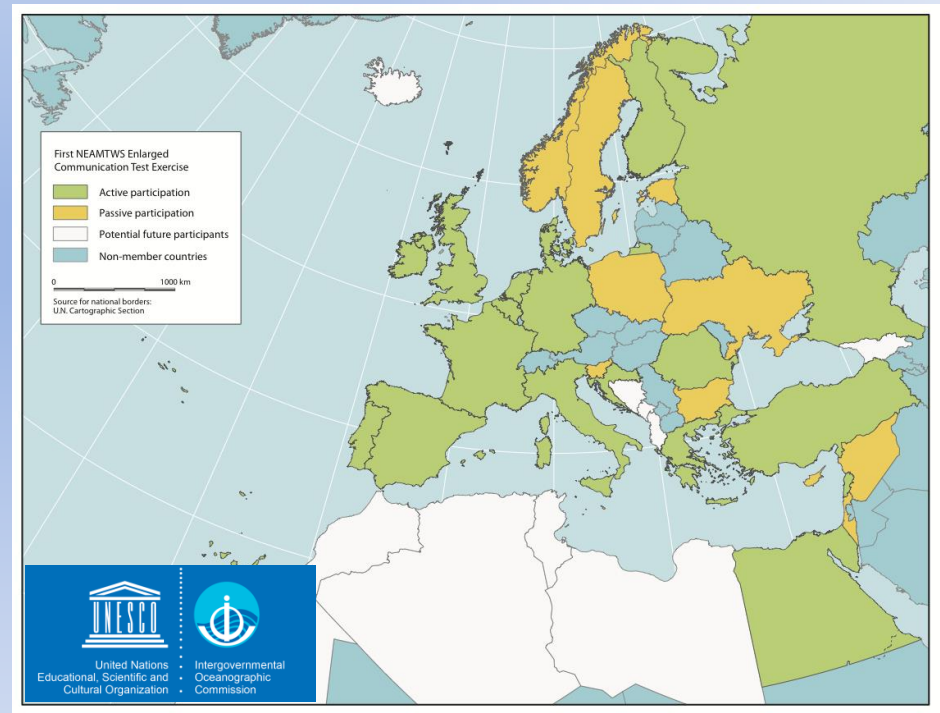 First NEAMTWS Enlarged
Communication Test Exercise
Active participation
Passive participation
Potential future participants
Non-member countries
0 1000 km
Source for national borders:
U.N. Cartographic Section
UNESCO
United Nations
Educational, Scientific and
Cultural Organization
Intergovernmental
Oceanographic
Commission